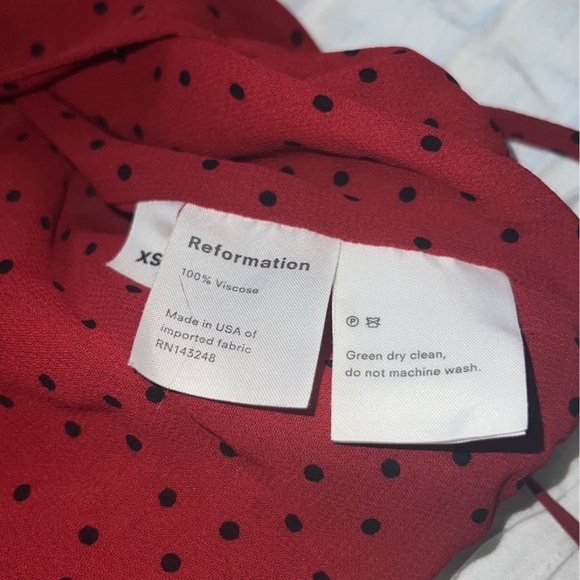 XS
Reformation
100% Viscose
Made in USA of
imported fabric
RN143248
Green dry clean,
do not machine wash.